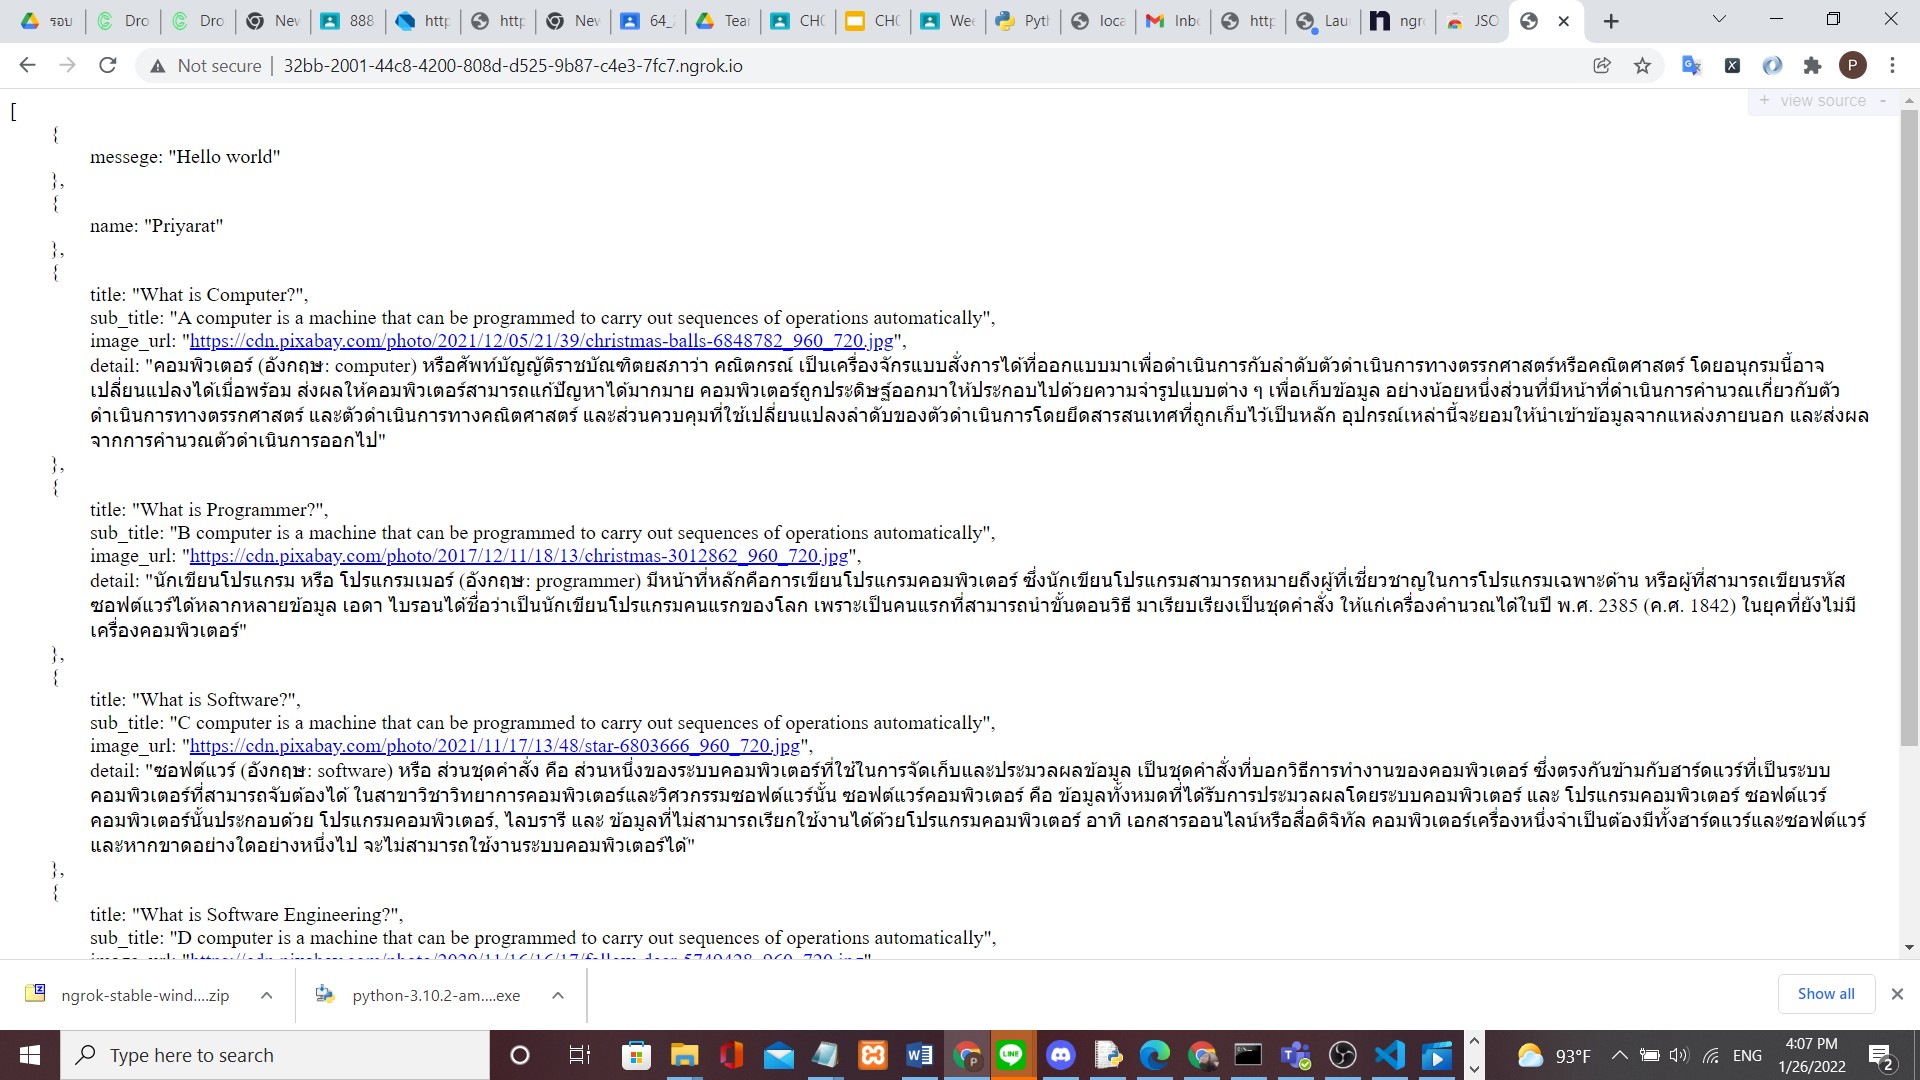 รอบ
Dro
Dro
Nev
888
http
http
Nev
64_
Tear
CH(
CH(
Wee
Pytl
loca
Inbo
http
Lau
ngr
JSO
Not secure
32bb-2001-44c8-4200-808d-d525-9b87-c4e3-7fc7.ngrok.io
P
+ view source -
[
{
messege: "Hello world"
},
{
name: "Priyarat"
},
{
title: "What is Computer?",
sub_title: "A computer is a machine that can be programmed to carry out sequences of operations automatically",
image_url: "https://cdn.pixabay.com/photo/2021/12/05/21/39/christmas-balls-6848782_960_720.jpg",
detail: "คอมพิวเตอร์ (อังกฤษ: computer) หรือศัพท์บัญญัติราชบัณฑิตยสภาว่า คณิตกรณ์ เป็นเครื่องจักรแบบสั่งการได้ที่ออกแบบมาเพื่อดำเนินการกับลำดับตัวดำเนินการทางตรรกศาสตร์หรือคณิตศาสตร์ โดยอนุกรมนี้อาจ
เปลี่ยนแปลงได้เมื่อพร้อม ส่งผลให้คอมพิวเตอร์สามารถแก้ปัญหาได้มากมาย คอมพิวเตอร์ถูกประดิษฐ์ออกมาให้ประกอบไปด้วยความจำรูปแบบต่าง ๆ เพื่อเก็บข้อมูล อย่างน้อยหนึ่งส่วนที่มีหน้าที่ดำเนินการคำนวณเกี่ยวกับตัว
ดำเนินการทางตรรกศาสตร์ และตัวดำเนินการทางคณิตศาสตร์ และส่วนควบคุมที่ใช้เปลี่ยนแปลงลำดับของตัวดำเนินการโดยยึดสารสนเทศที่ถูกเก็บไว้เป็นหลัก อุปกรณ์เหล่านี้จะยอมให้นำเข้าข้อมูลจากแหล่งภายนอก และส่งผล
จากการคำนวณตัวดำเนินการออกไป"
},
{
title: "What is Programmer?",
sub_title: "B computer is a machine that can be programmed to carry out sequences of operations automatically",
image_url: "https://cdn.pixabay.com/photo/2017/12/11/18/13/christmas-3012862_960_720.jpg",
detail: "นักเขียนโปรแกรม หรือ โปรแกรมเมอร์ (อังกฤษ: programmer) มีหน้าที่หลักคือการเขียนโปรแกรมคอมพิวเตอร์ ซึ่งนักเขียนโปรแกรมสามารถหมายถึงผู้ที่เชี่ยวชาญในการโปรแกรมเฉพาะด้าน หรือผู้ที่สามารถเขียนรหัส
ซอฟต์แวร์ได้หลากหลายข้อมูล เอดา ไบรอนได้ชื่อว่าเป็นนักเขียนโปรแกรมคนแรกของโลก เพราะเป็นคนแรกที่สามารถนำขั้นตอนวิธี มาเรียบเรียงเป็นชุดคำสั่ง ให้แก่เครื่องคำนวณได้ในปี พ.ศ. 2385 (ค.ศ. 1842) ในยุคที่ยังไม่มี
เครื่องคอมพิวเตอร์"
},
{
title: "What is Software?",
sub_title: "C computer is a machine that can be programmed to carry out sequences of operations automatically",
image_url: "https://cdn.pixabay.com/photo/2021/11/17/13/48/star-6803666_960_720.jpg",
detail: "ซอฟต์แวร์ (อังกฤษ: software) หรือ ส่วนชุดคำสั่ง คือ ส่วนหนึ่งของระบบคอมพิวเตอร์ที่ใช้ในการจัดเก็บและประมวลผลข้อมูล เป็นชุดคำสั่งที่บอกวิธีการทำงานของคอมพิวเตอร์ ซึ่งตรงกันข้ามกับฮาร์ดแวร์ที่เป็นระบบ
คอมพิวเตอร์ที่สามารถจับต้องได้ ในสาขาวิชาวิทยาการคอมพิวเตอร์และวิศวกรรมซอฟต์แวร์นั้น ซอฟต์แวร์คอมพิวเตอร์ คือ ข้อมูลทั้งหมดที่ได้รับการประมวลผลโดยระบบคอมพิวเตอร์ และ โปรแกรมคอมพิวเตอร์ ซอฟต์แวร์
คอมพิวเตอร์นั้นประกอบด้วย โปรแกรมคอมพิวเตอร์, ไลบรารี และ ข้อมูลที่ไม่สามารถเรียกใช้งานได้ด้วยโปรแกรมคอมพิวเตอร์ อาทิ เอกสารออนไลน์หรือสื่อดิจิทัล คอมพิวเตอร์เครื่องหนึ่งจำเป็นต้องมีทั้งฮาร์ดแวร์และซอฟต์แวร์
และหากขาดอย่างใดอย่างหนึ่งไป จะไม่สามารถใช้งานระบบคอมพิวเตอร์ได้"
},
{
title: "What is Software Engineering?",
sub_title: "D computer is a machine that can be programmed to carry out sequences of operations automatically",
image_url: "https://cdn.pixabay.com/photo/2020/11/16/16/17/fallow-deer-5749428_960_720.jpg",
ngrok-stable-wind....zip
python-3.10.2-am....exe
Show all
Type here to search
LINE
93°F
ENG
4:07 PM
1/26/2022
2